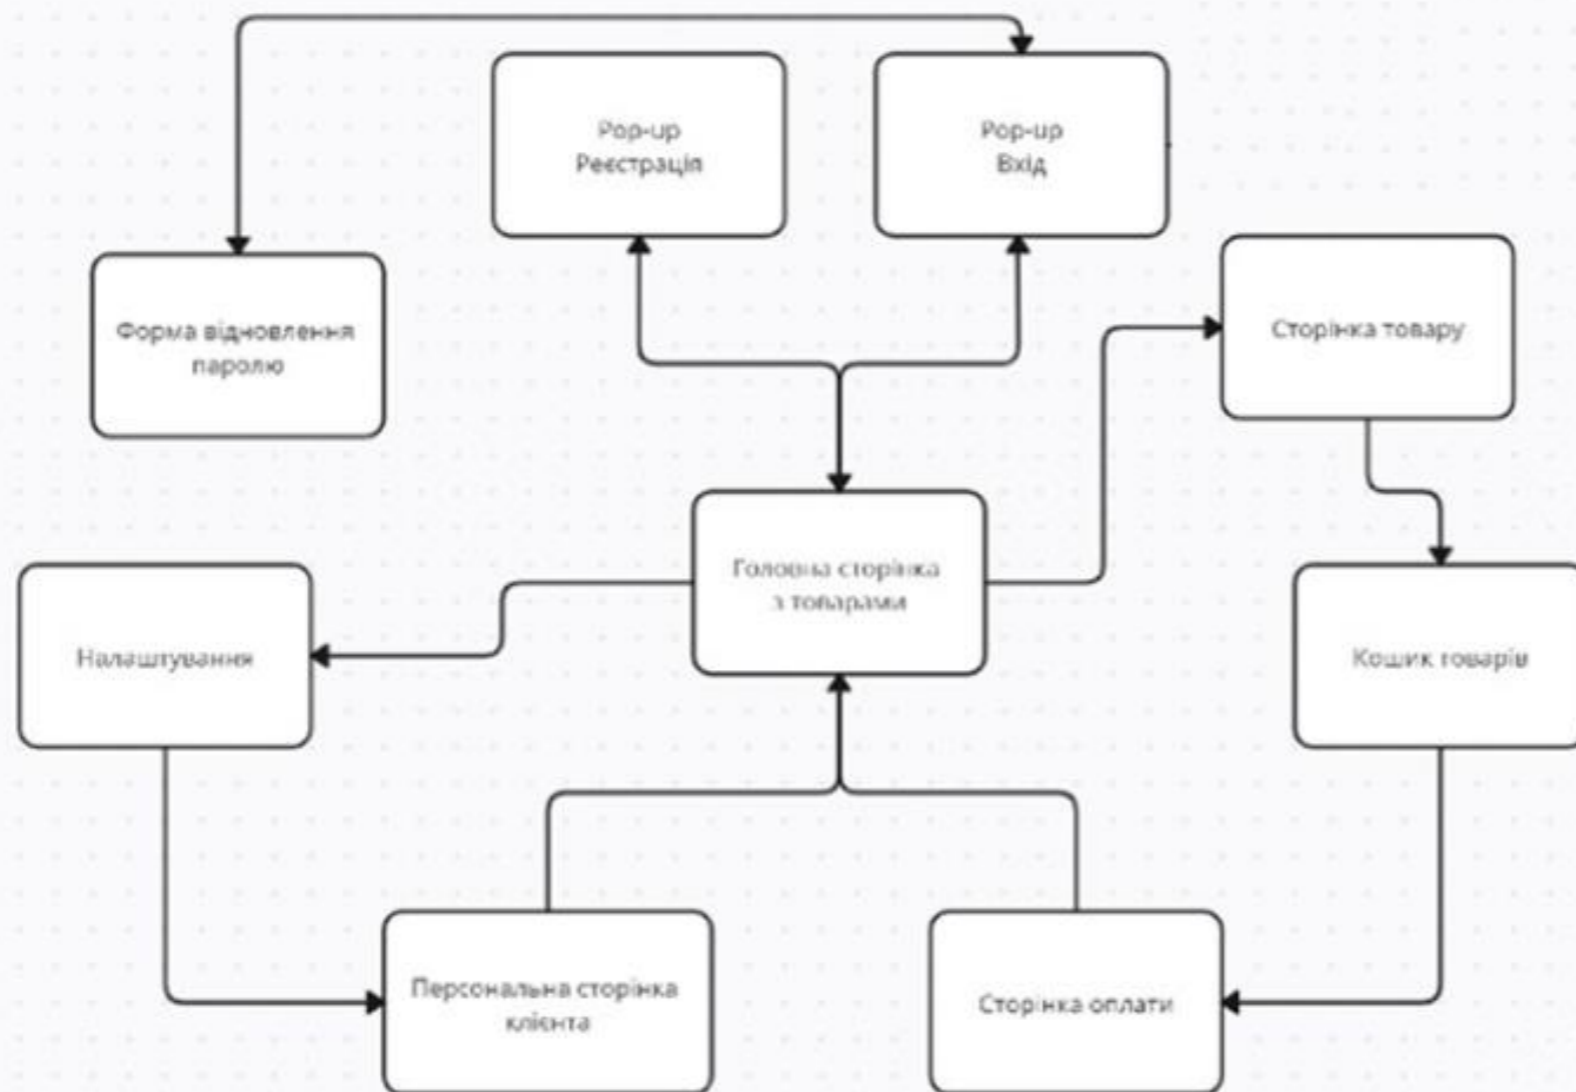 Pop-up
Реєстрація
Pop-up
Вхід
Форма відновлення
паролю
Сторінка товару
Головна сторінка
з товарами
Налаштування
Кошик товарів
Персональна сторінка
клієнта
Сторінка оплати